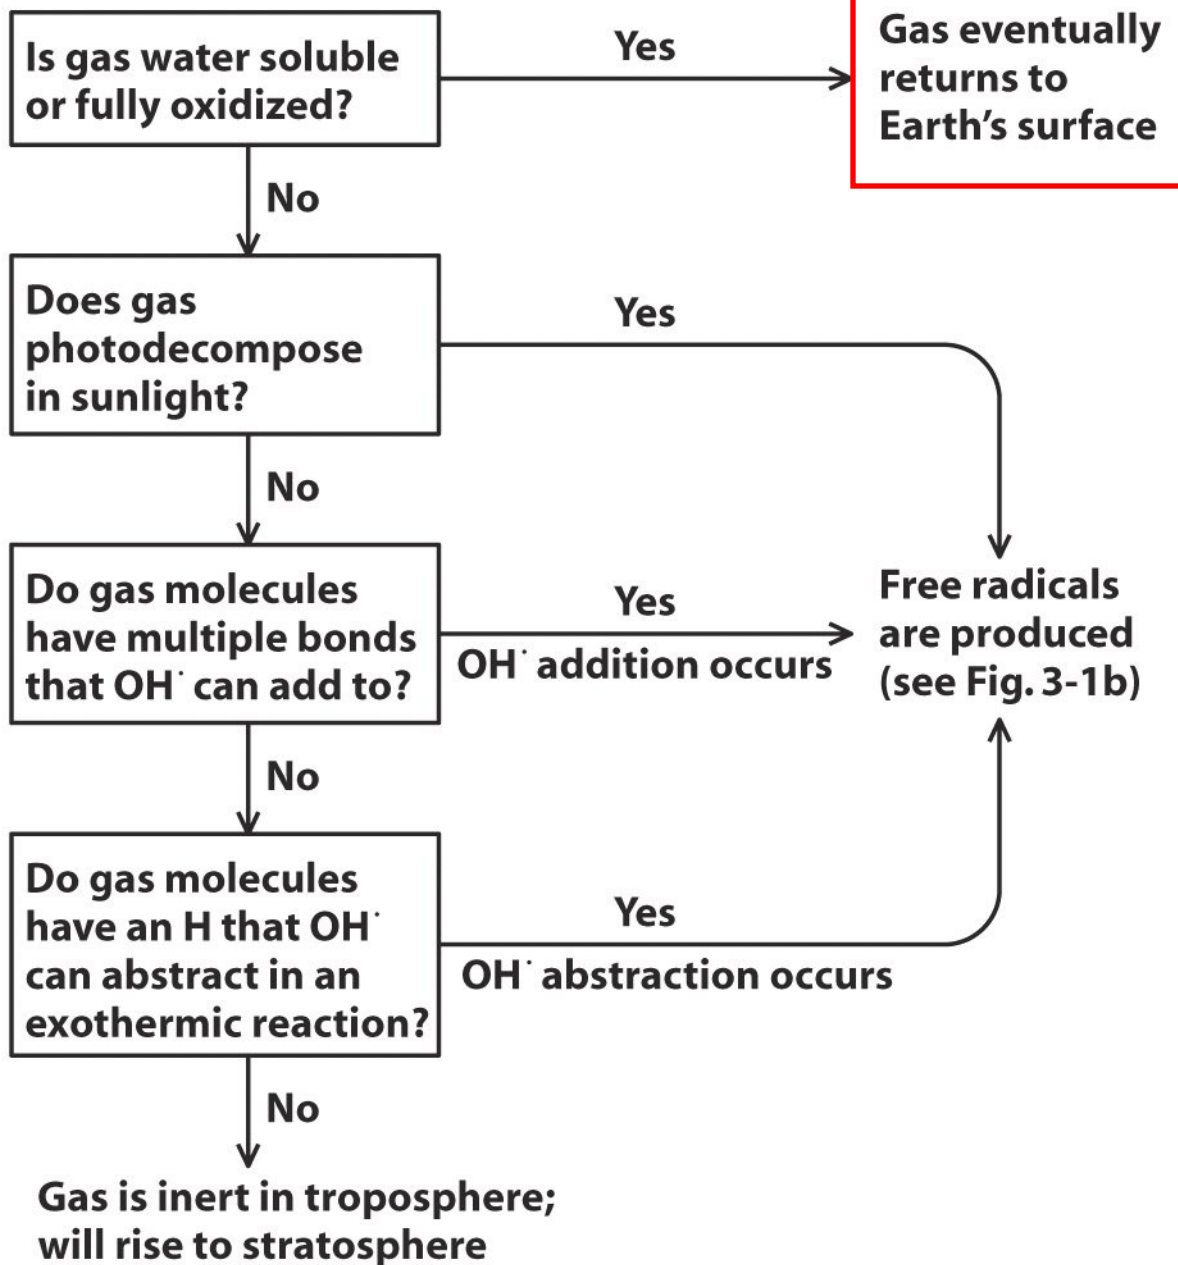 Is gas water soluble
or fully oxidized?
Yes
Gas eventually
returns to
Earth’s surface
No
Does gas
photodecompose
in sunlight?
Yes
No
Do gas molecules
have multiple bonds
that OH˙ can add to?
Yes
OH˙ addition occurs
Free radicals
are produced
(see Fig. 3-1b)
No
Do gas molecules
have an H that OH˙
can abstract in an
exothermic reaction?
Yes
OH˙ abstraction occurs
No
Gas is inert in troposphere;
will rise to stratosphere